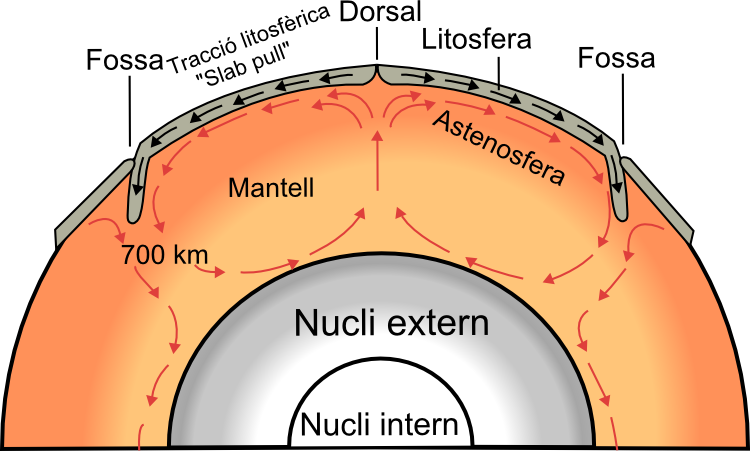 Dorsal
Tracció litosfèrica
"Slab pull"
Litosfera
Fossa
Fossa
Astenosfera
Mantell
700 km
Nucli extern
Nucli intern